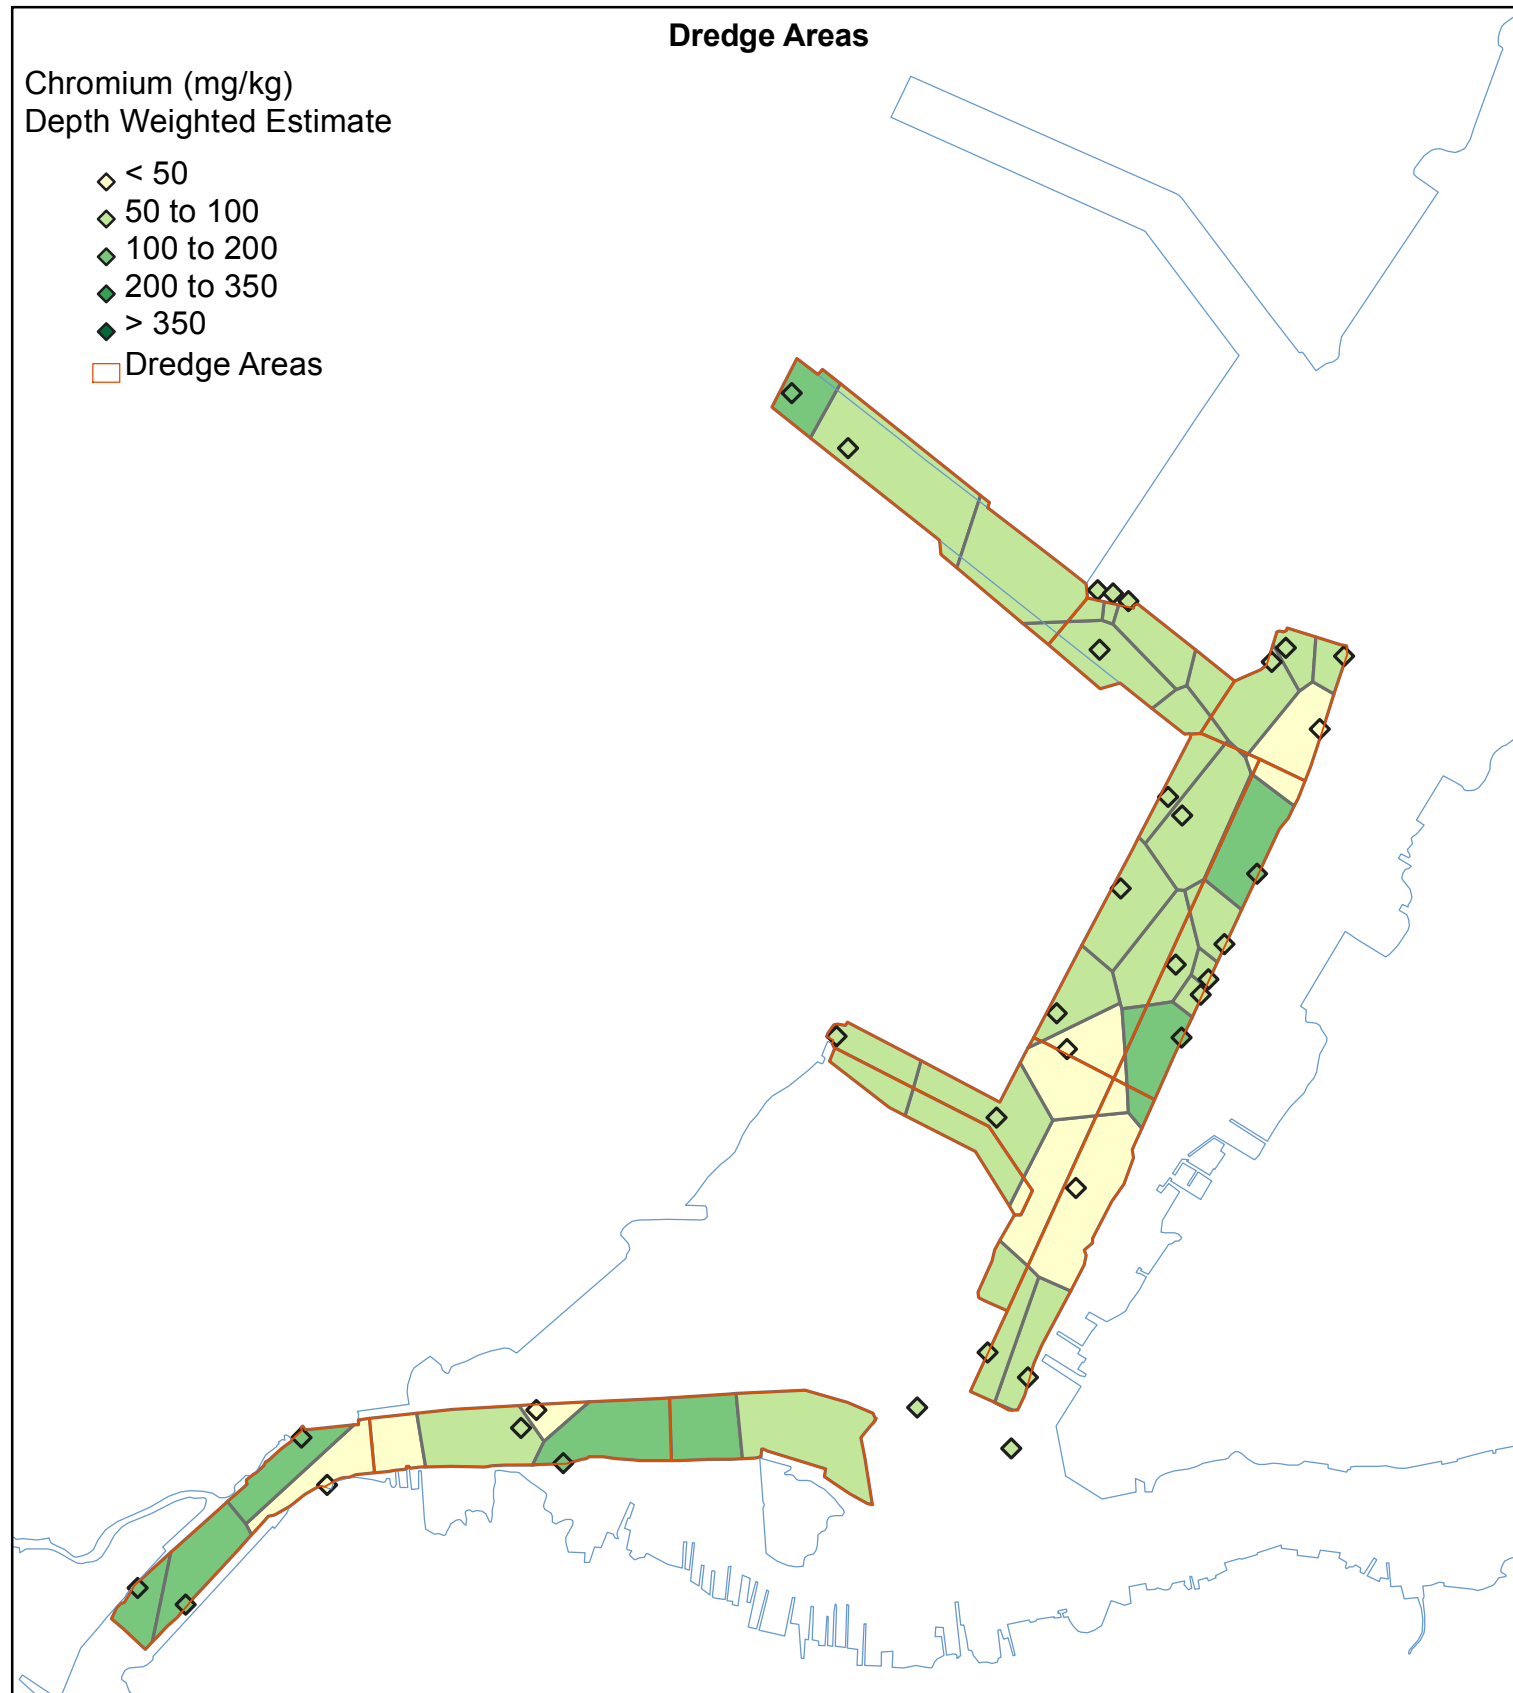 Dredge Areas
Chromium (mg/kg)
Depth Weighted Estimate
< 50
50 to 100
100 to 200
200 to 350
> 350
Dredge Areas